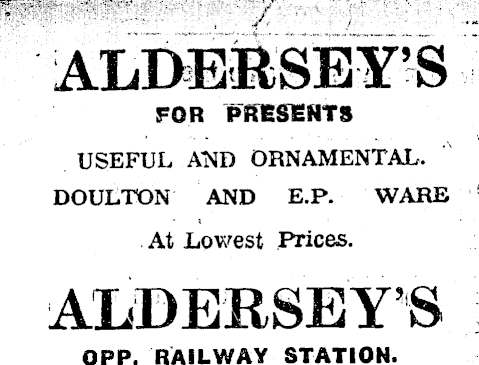 ALDERSEY'S
FOR PRESENTS
USEFUL AND ORNAMENTAL.
DOULTON AND E.P. WARE
At Lowest Prices.
ALDERSEY'S
OPP. RAILWAY STATION.